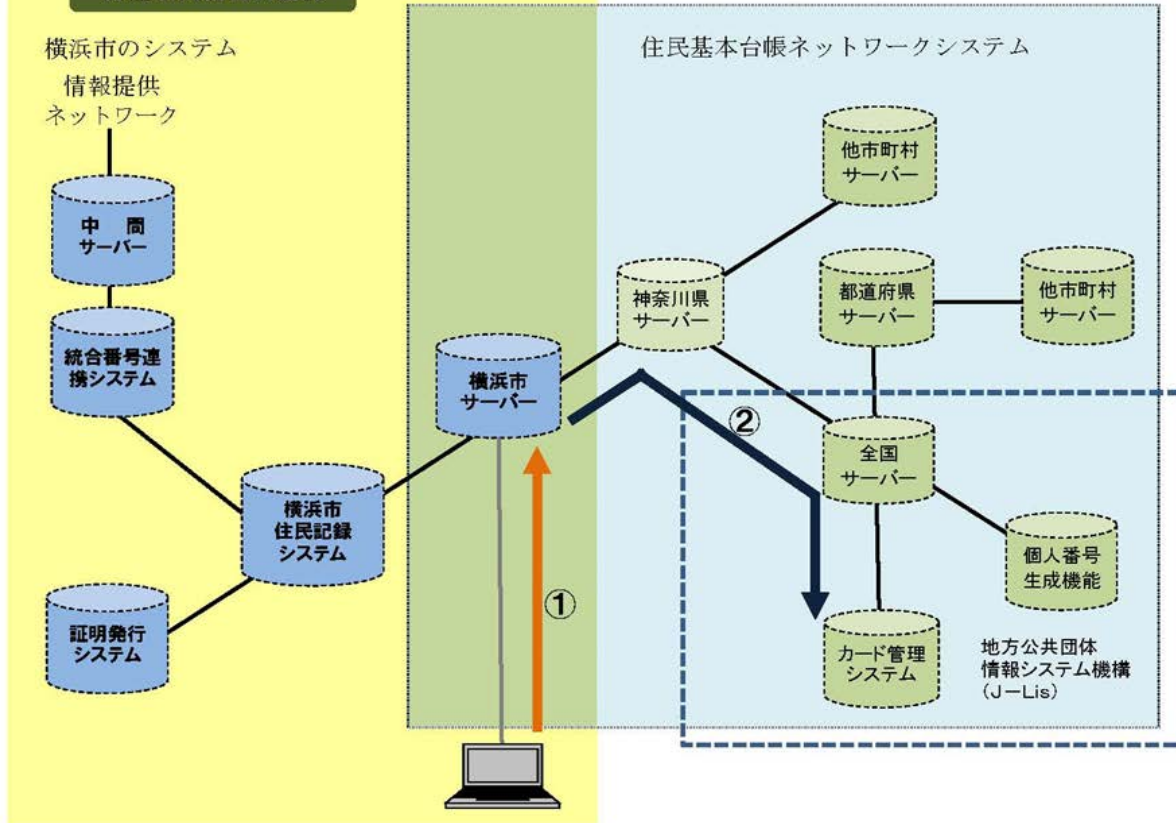 横浜市のシステム
情報提供
ネットワーク
中 間
サーバー
統合番号連
携システム
横浜市
住民記録
システム
証明発行
システム
住民基本台帳ネットワークシステム
横浜市
サーバー
神奈川県
サーバー
他市町村
サーバー
都道府県
サーバー
他市町村
サーバー
全国
サーバー
個人番号
生成機能
カード管理
システム
地方公共団体
情報システム機構
(J－Lis)
①
②